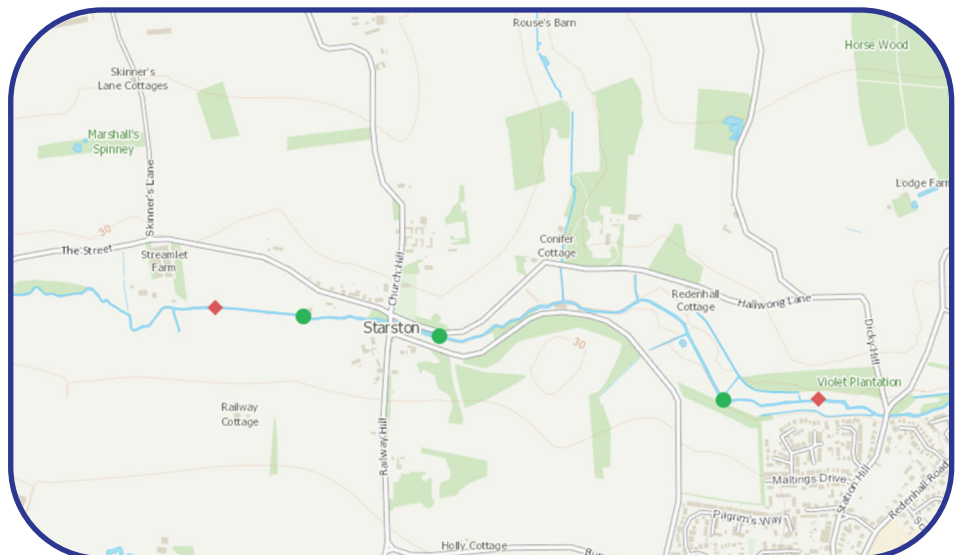 Rouse's Barn
Horse Wood
Skinner's
Lane Cottages
Marshall's
Spinney
Skinner's Lane
Lodge Farm
30
The Street
Streamlet
Farm
Conifer
Cottage
Church Hill
Redenhall
Cottage
Hallwong Lane
Starston
30
Dicky Hill
Violet Plantation
Railway
Cottage
Railway Hill
Maltings Drive
Station Hill
Redenhall Road
Pilgrim's Way
Holly Cottage